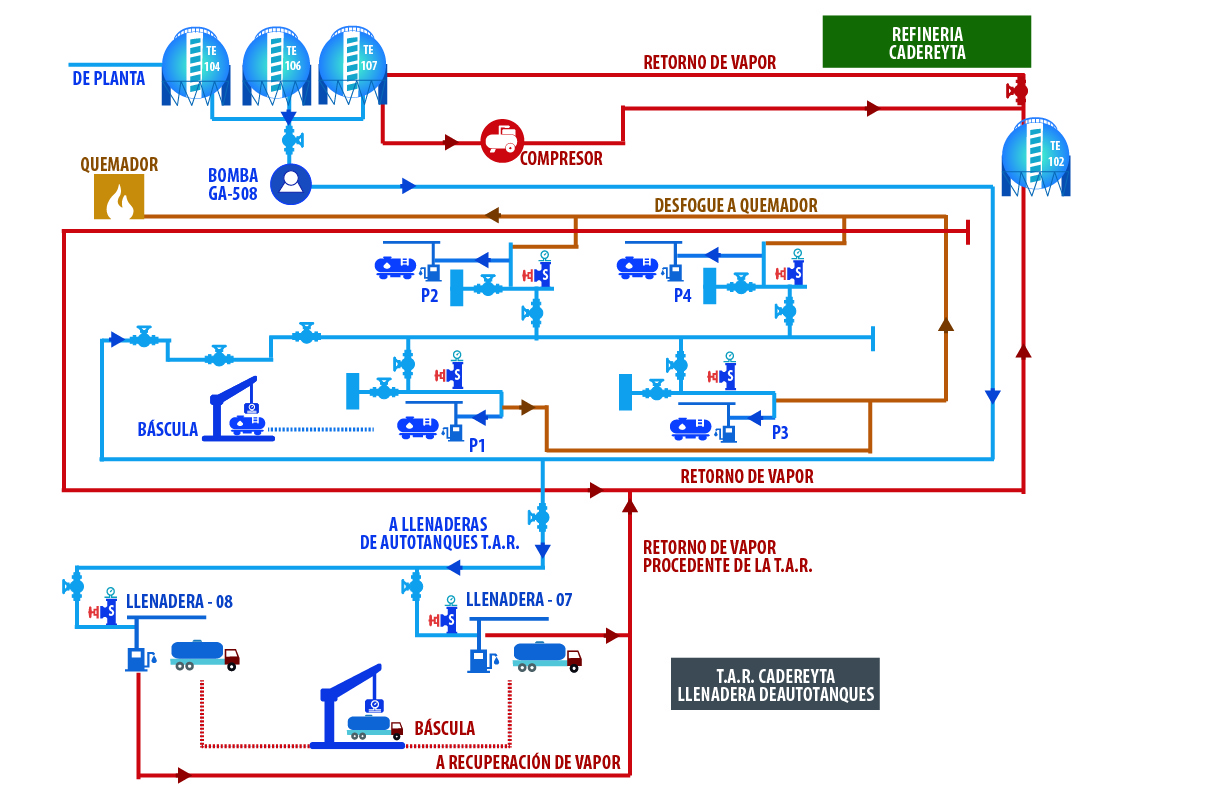 REFINERIA
CADEREYTA
TE
104
TE
106
TE
107
RETORNO DE VAPOR
DE PLANTA
COMPRESOR
TE
102
QUEMADOR
BOMBA
GA-508
DESFOGUE A QUEMADOR
S
S
P2
P4
S
S
BÁSCULA
P1
P3
RETORNO DE VAPOR
A LLENADERAS
DE AUTOTANQUES T.A.R.
RETORNO DE VAPOR
PROCEDENTE DE LA T.A.R.
S
LLENADERA - 08
S
LLENADERA - 07
T.A.R. CADEREYTA
LLENADERA DEAUTOTANQUES
BÁSCULA
A RECUPERACIÓN DE VAPOR